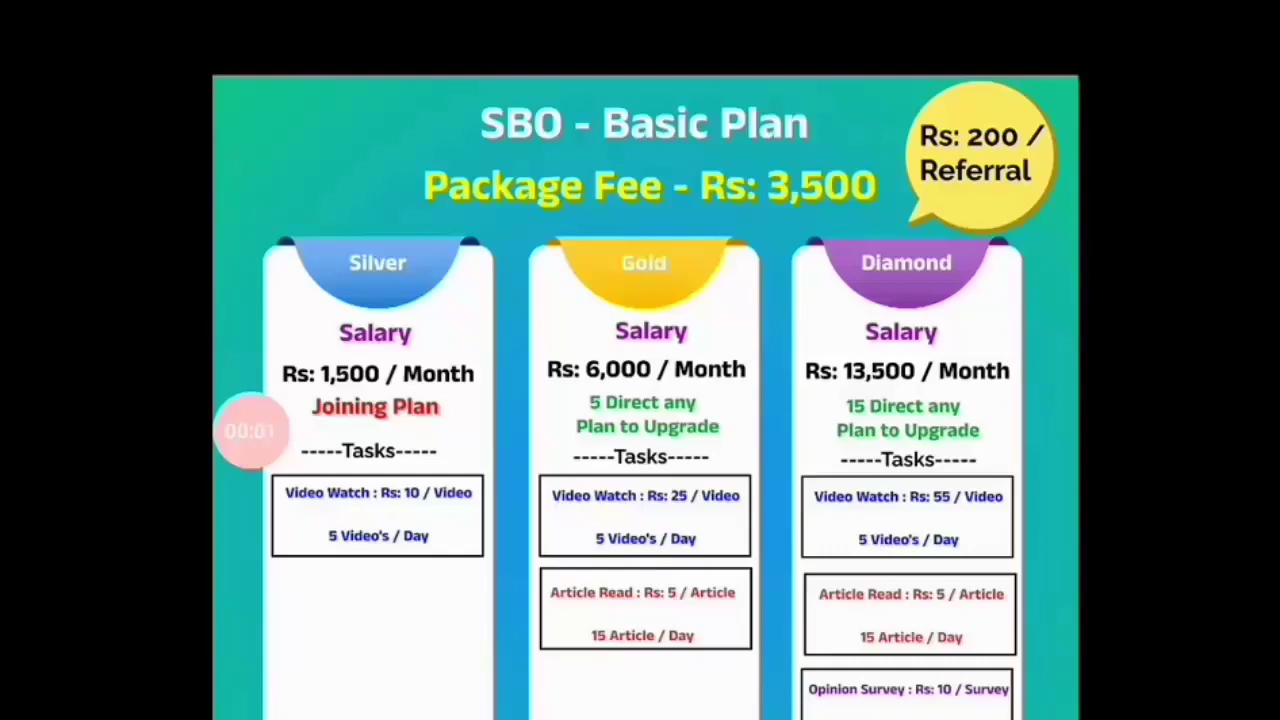 SBO - Basic Plan
Package Fee - Rs: 3,500
Rs: 200 /
Referral
Silver
Salary
Rs: 1,500 / Month
Joining Plan
-----Tasks-----
Video Watch : Rs: 10 / Video
5 Video's / Day
Gold
Salary
Rs: 6,000 / Month
5 Direct any
Plan to Upgrade
-----Tasks-----
Video Watch : Rs: 25 / Video
5 Video's / Day
Article Read : Rs: 5 / Article
15 Article / Day
Diamond
Salary
Rs: 13,500 / Month
15 Direct any
Plan to Upgrade
-----Tasks-----
Video Watch : Rs: 55 / Video
5 Video's / Day
Article Read : Rs: 5 / Article
15 Article / Day
Opinion Survey : Rs: 10 / Survey
00:01